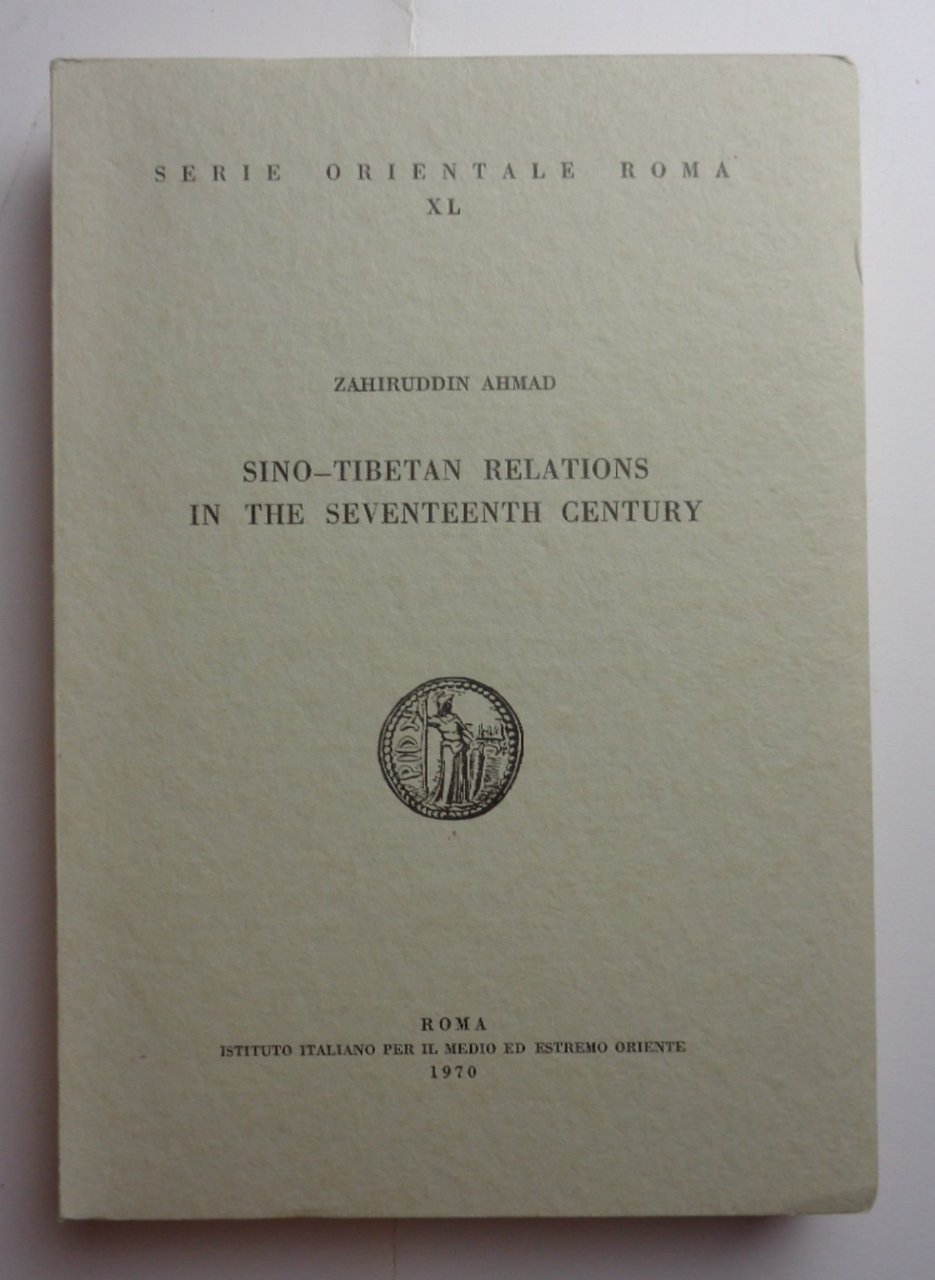 SERIE ORIENTALE ROMA
XL
ZAHIRUDDIN AHMAD
SINO–TIBETAN RELATIONS
IN THE SEVENTEENTH CENTURY
ROMA
ISTITUTO ITALIANO PER IL MEDIO ED ESTREMO ORIENTE
1970